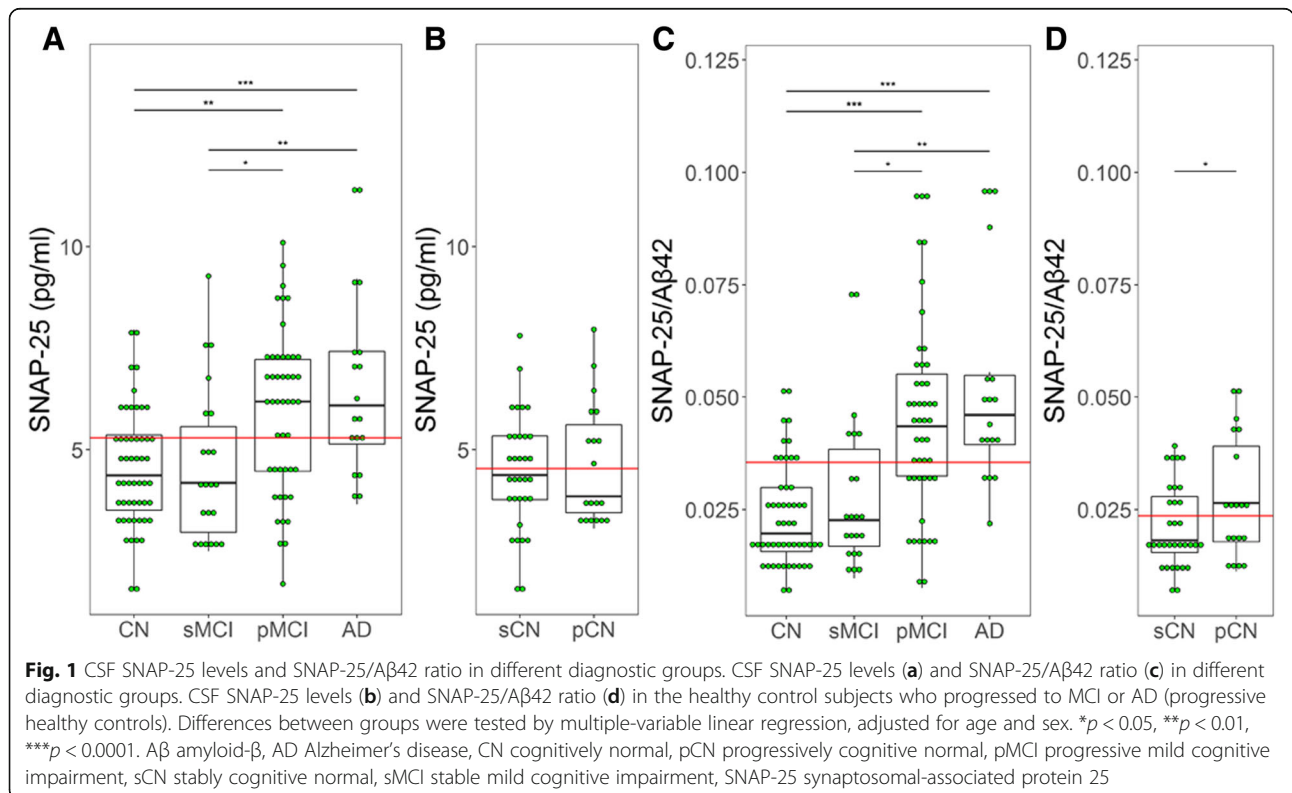 A
B
C
D
SNAP-25 (pg/ml)
10
5
***
**
**
*
CN sMCI pMCI AD
SNAP-25 (pg/ml)
10
5
sCN pCN
SNAP-25/Aβ42
0.125
0.100
0.075
0.050
0.025
***
***
**
*
CN sMCI pMCI AD
SNAP-25/Aβ42
0.125
0.100
0.075
0.050
0.025
*
sCN pCN
Fig. 1 CSF SNAP-25 levels and SNAP-25/Aβ42 ratio in different diagnostic groups. CSF SNAP-25 levels (a) and SNAP-25/Aβ42 ratio (c) in different
diagnostic groups. CSF SNAP-25 levels (b) and SNAP-25/Aβ42 ratio (d) in the healthy control subjects who progressed to MCI or AD (progressive
healthy controls). Differences between groups were tested by multiple-variable linear regression, adjusted for age and sex. *p < 0.05, **p < 0.01,
***p < 0.0001. Aβ amyloid-β, AD Alzheimer's disease, CN cognitively normal, pCN progressively cognitive normal, pMCI progressive mild cognitive
impairment, sCN stably cognitive normal, sMCI stable mild cognitive impairment, SNAP-25 synaptosomal-associated protein 25